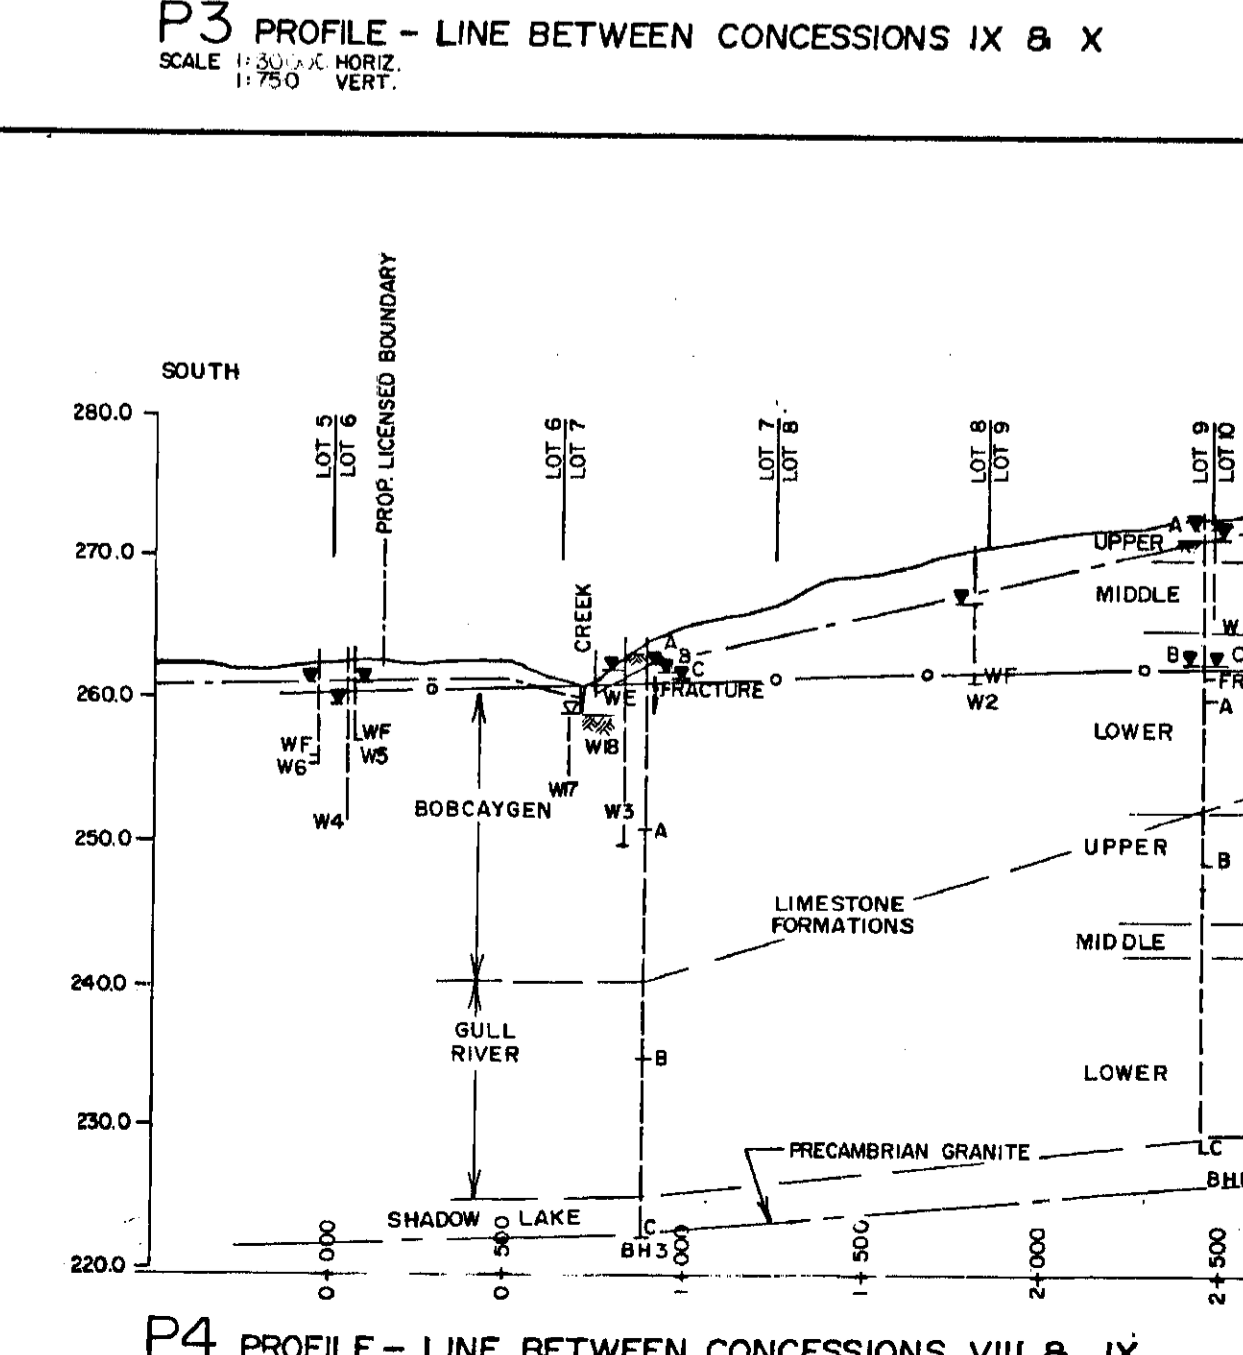 P3 PROFILE - LINE BETWEEN CONCESSIONS IX & X
SCALE 1:30000 HORIZ.
1:750 VERT.
SOUTH
280.0
270.0
260.0
250.0
240.0
230.0
220.0
LOT 5
LOT 6
PROP. LICENSED BOUNDARY
LOT 6
LOT 7
LOT 7
LOT 8
LOT 8
LOT 9
LOT 9
LOT 10
CREEK
A
B
C
WE
FRACTURE
WF
W2
A
UPPER
MIDDLE
W
B
C
FR
A
LOWER
WF
W6
WF
W5
W4
W17
W18
W3
BOBCAYGEN
A
UPPER
B
LIMESTONE
FORMATIONS
MIDDLE
GULL
RIVER
B
LOWER
PRECAMBRIAN GRANITE
C
BH
SHADOW LAKE
C
BH3
0+000
0+500
1+000
1+500
2+000
2+500
P4 PROFILE - LINE BETWEEN CONCESSIONS VIII & IX